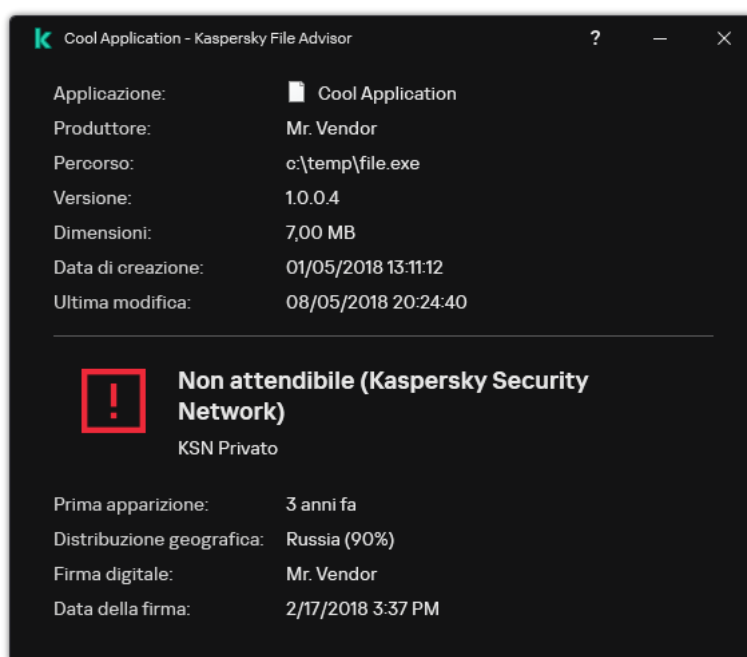 Cool Application - Kaspersky File Advisor ?
Applicazione: Cool Application
Produttore: Mr. Vendor
Percorso: c:\temp\file.exe
Versione: 1.0.0.4
Dimensioni: 7,00 MB
Data di creazione: 01/05/2018 13:11:12
Ultima modifica: 08/05/2018 20:24:40
Non attendibile (Kaspersky Security
Network)
KSN Privato
Prima apparizione: 3 anni fa
Distribuzione geografica: Russia (90%)
Firma digitale: Mr. Vendor
Data della firma: 2/17/2018 3:37 PM